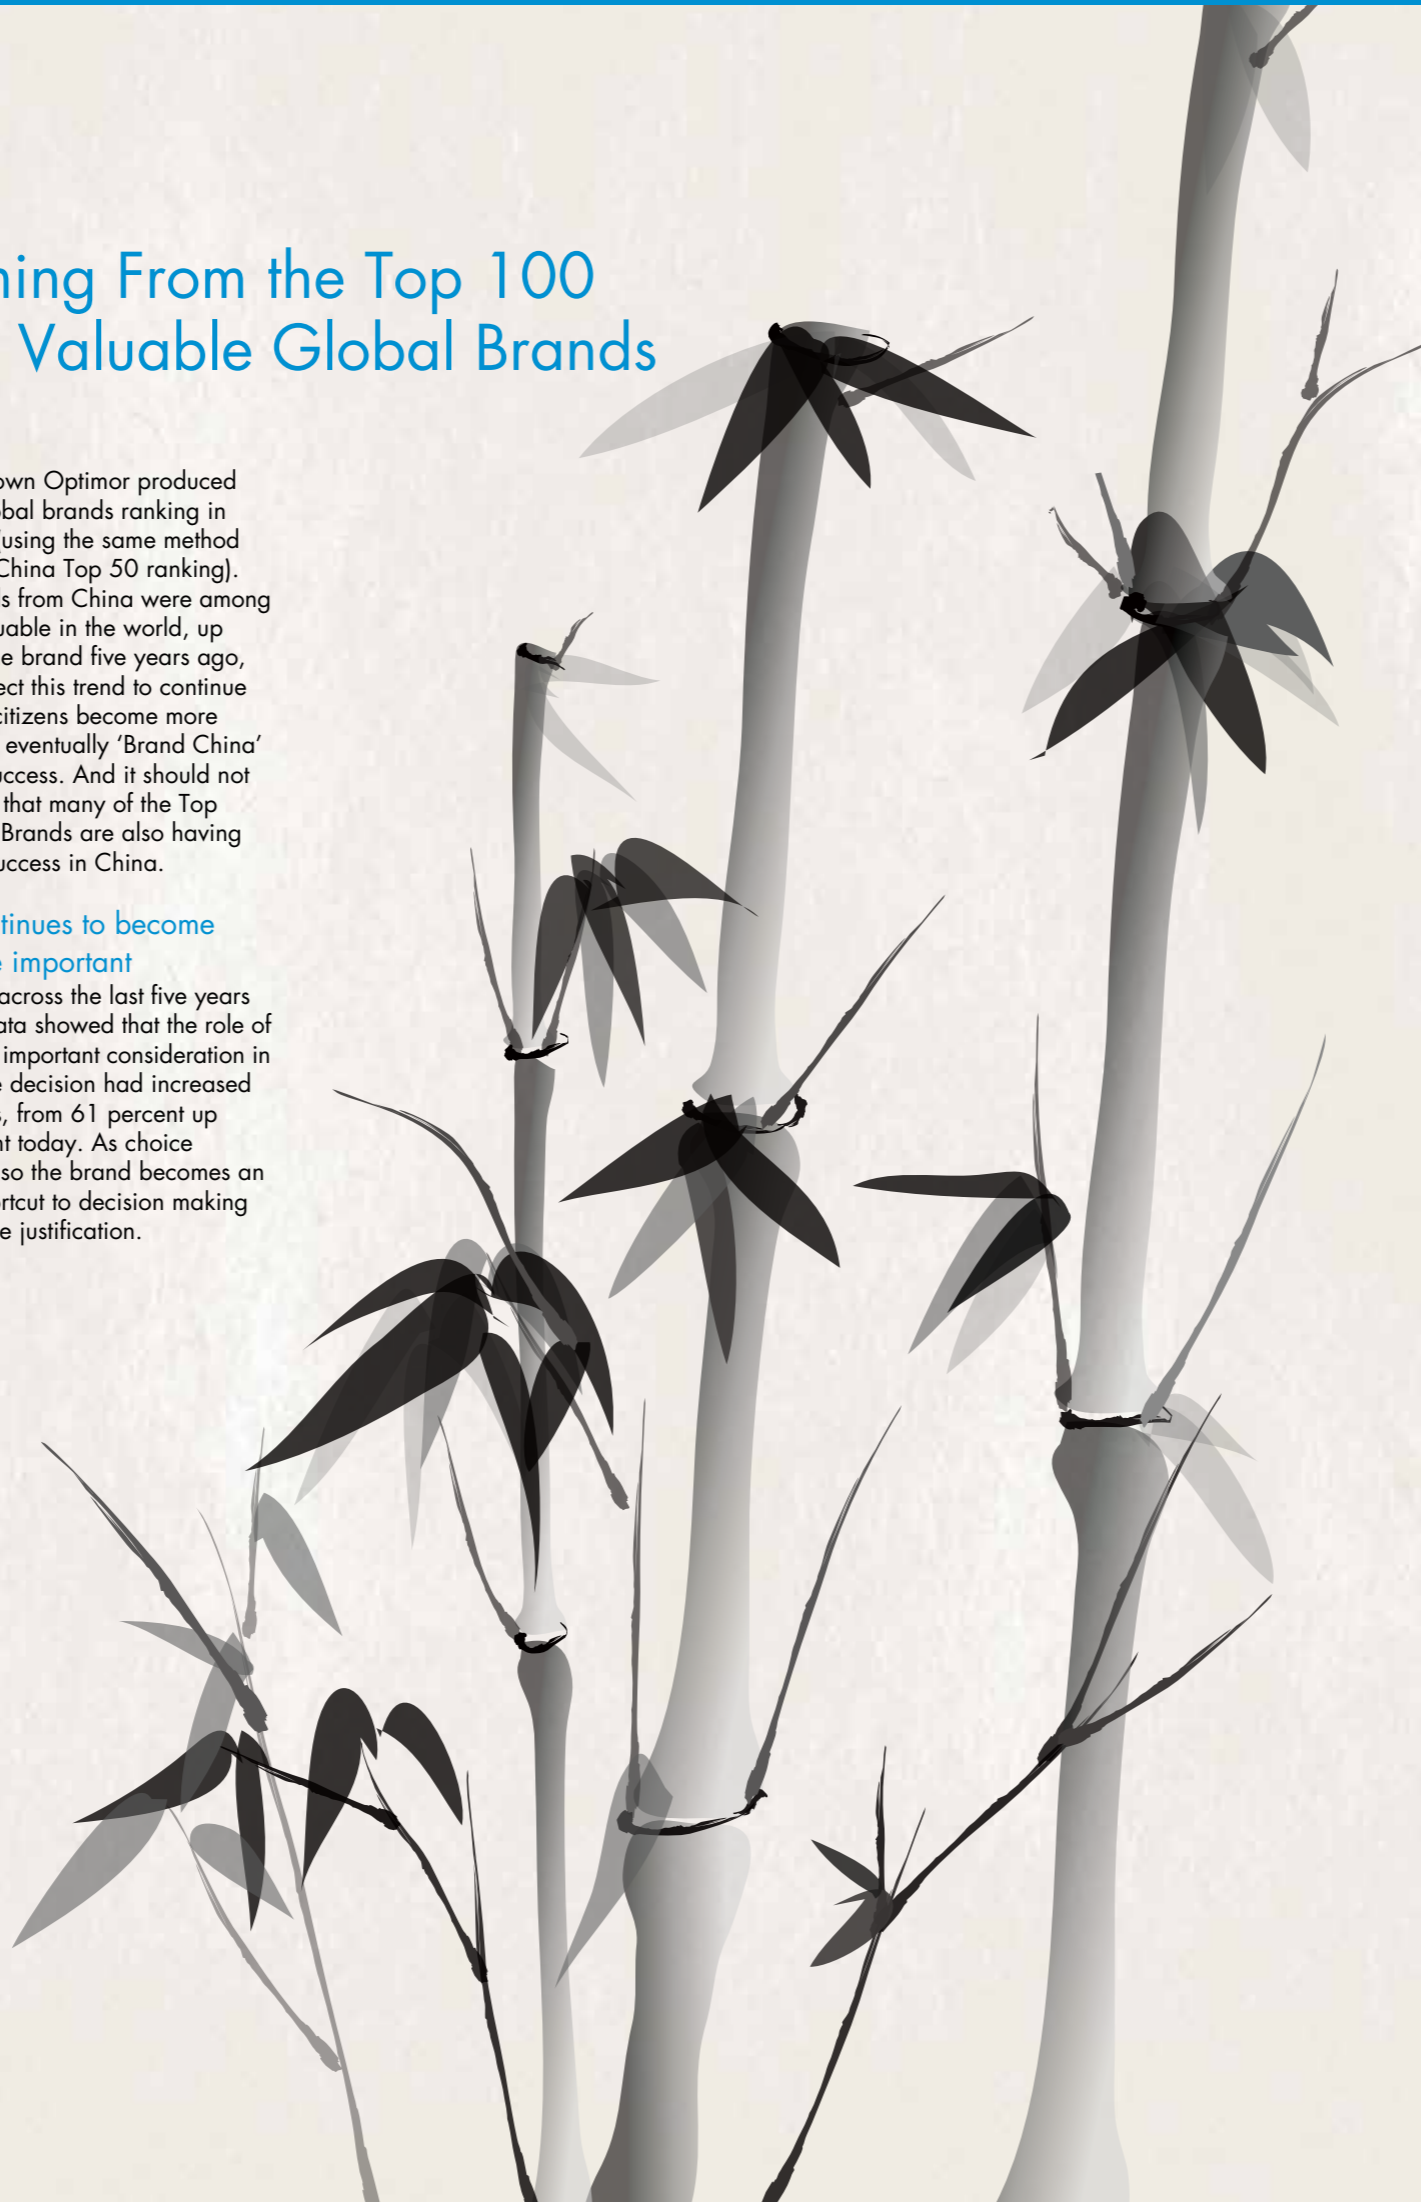 ning From the Top 100
Valuable Global Brands
own Optimor produced
obal brands ranking in
(using the same method
China Top 50 ranking).
ds from China were among
uable in the world, up
e brand five years ago,
ect this trend to continue
citizens become more
eventually ‘Brand China’
uccess. And it should not
that many of the Top
Brands are also having
uccess in China.
tinues to become
e important
across the last five years
ata showed that the role of
important consideration in
e decision had increased
s, from 61 percent up
nt today. As choice
so the brand becomes an
rtcut to decision making
e justification.